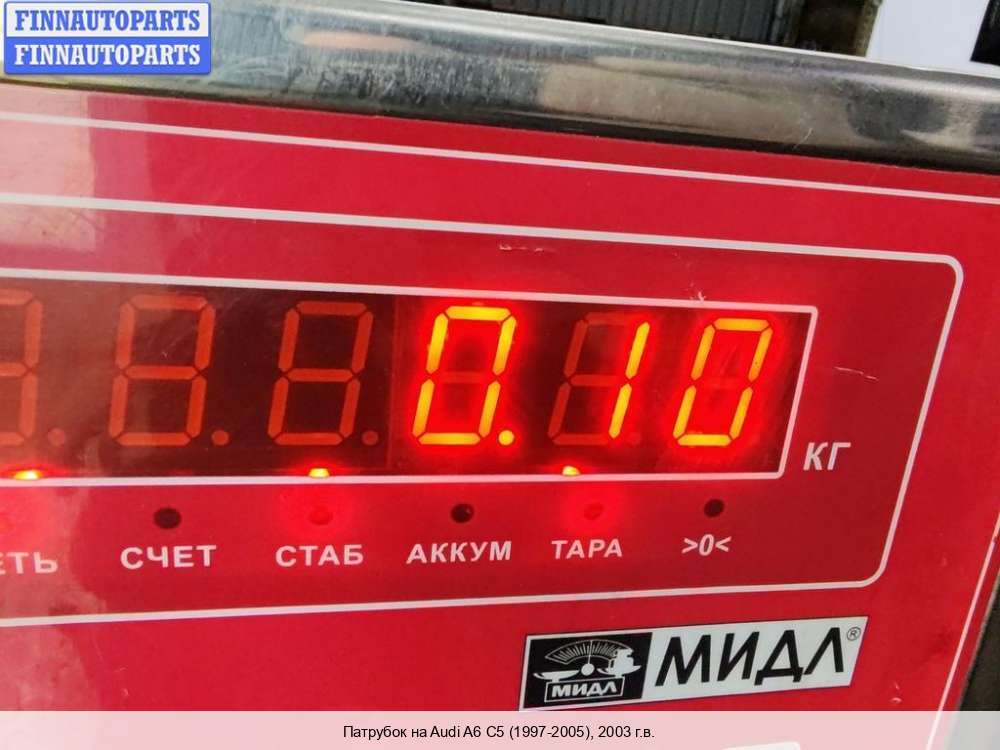 FINNAUTOPARTS
FINNAUTOPARTS
0.10
КГ
СЧЕТ СТАБ АККУМ ТАРА >0<
МИДЛ МИДЛ®
Патрубок на Audi A6 C5 (1997-2005), 2003 г.в.